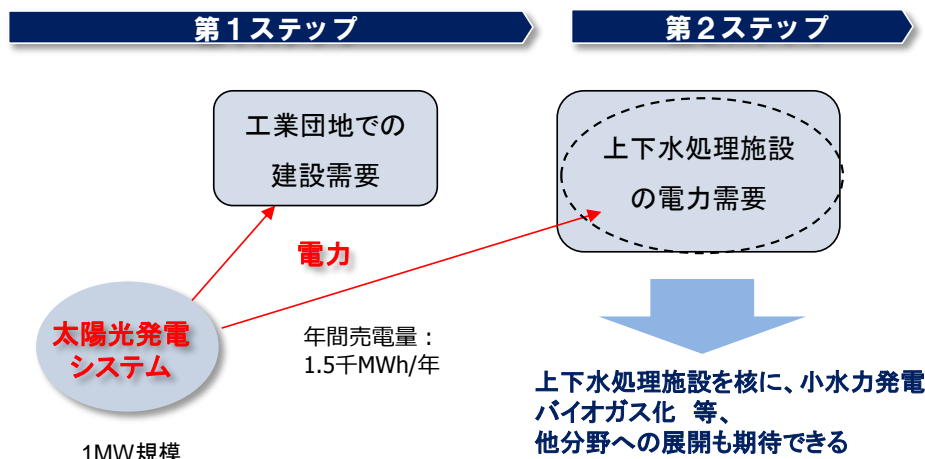 第１ステップ
第２ステップ
工業団地での
建設需要
上下水処理施設
の電力需要
電力
太陽光発電
システム
年間売電量：
1.5千MWh/年
上下水処理施設を核に、小水力発電
バイオガス化　等、
他分野への展開も期待できる
1MW規模